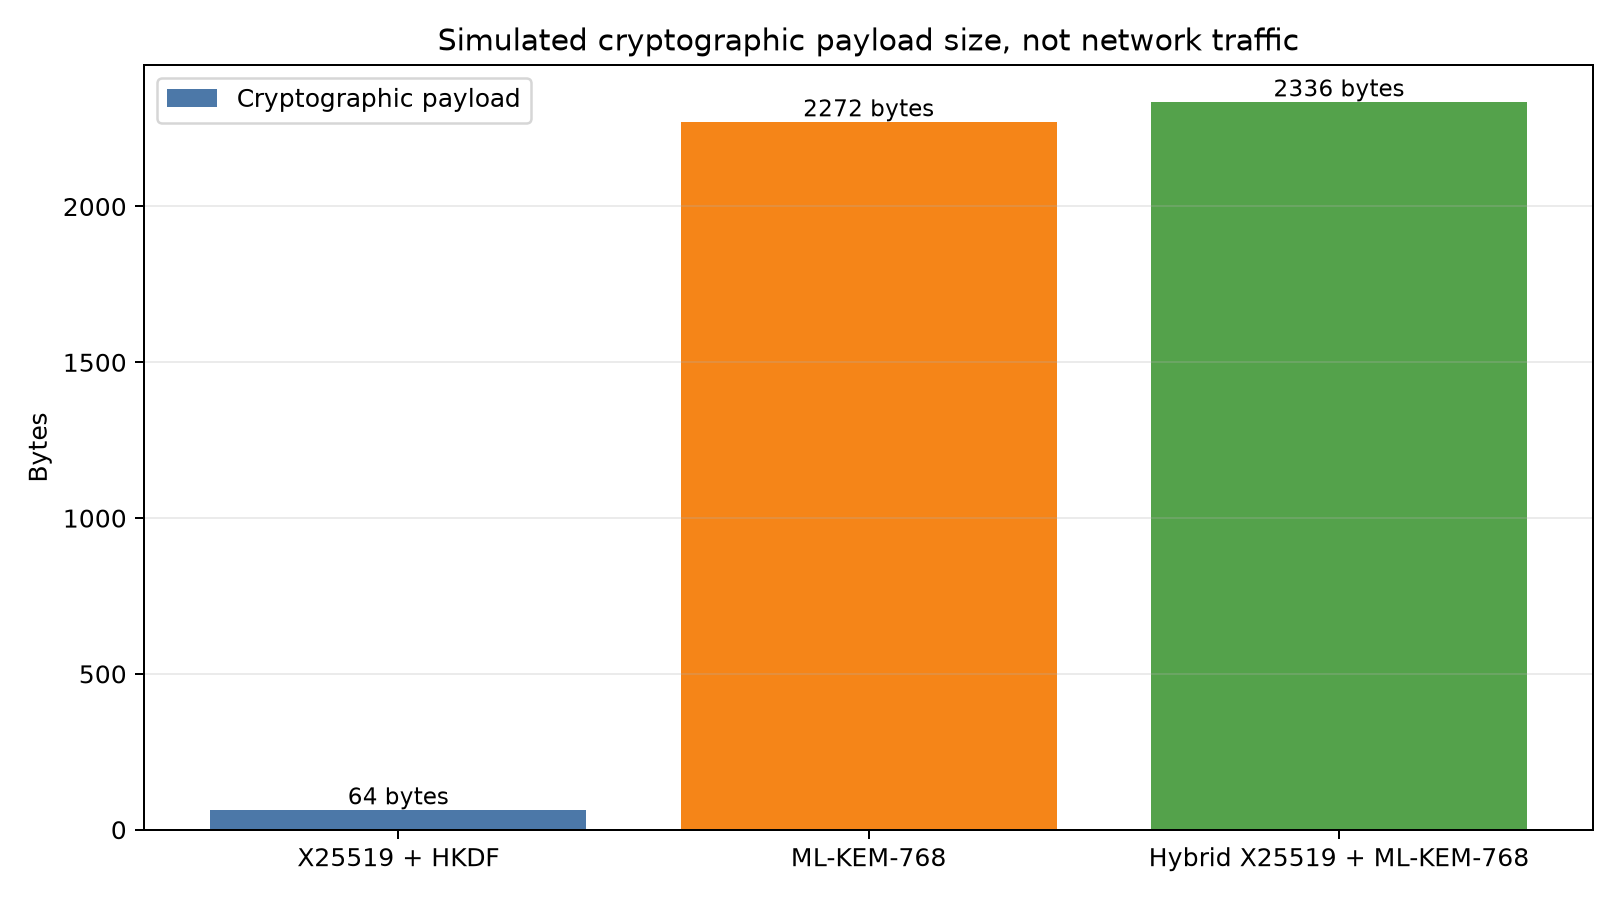 Simulated cryptographic payload size, not network traffic
Cryptographic payload
2336 bytes
2272 bytes
64 bytes
2000
1500
1000
500
0
Bytes
X25519 + HKDF
ML-KEM-768
Hybrid X25519 + ML-KEM-768